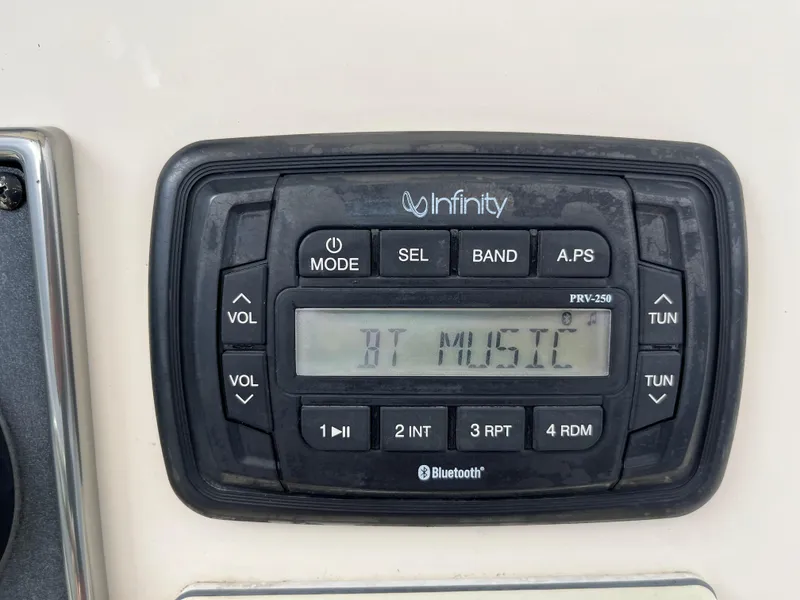 Infinity
MODE SEL BAND A.PS
PRV-250
VOL TUN
BT MUSIC
VOL TUN
1 2 INT 3 RPT 4 RDM
Bluetooth®